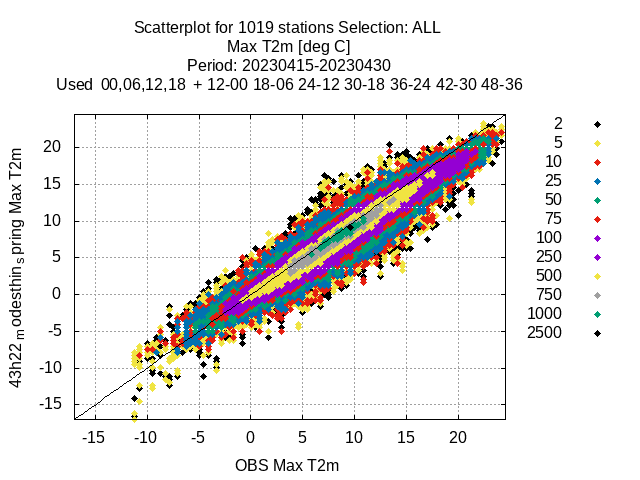 Scatterplot for 1019 stations Selection: ALL
Max T2m [deg C]
Period: 20230415-20230430
Used 00,06,12,18 + 12-00 18-06 24-12 30-18 36-24 42-30 48-36
43h22 m odesthin s pring Max T2m
20
15
10
5
0
-5
-10
-15
-15 -10 -5 0 5 10 15 20
OBS Max T2m
2
5
10
25
50
75
100
250
500
750
1000
2500